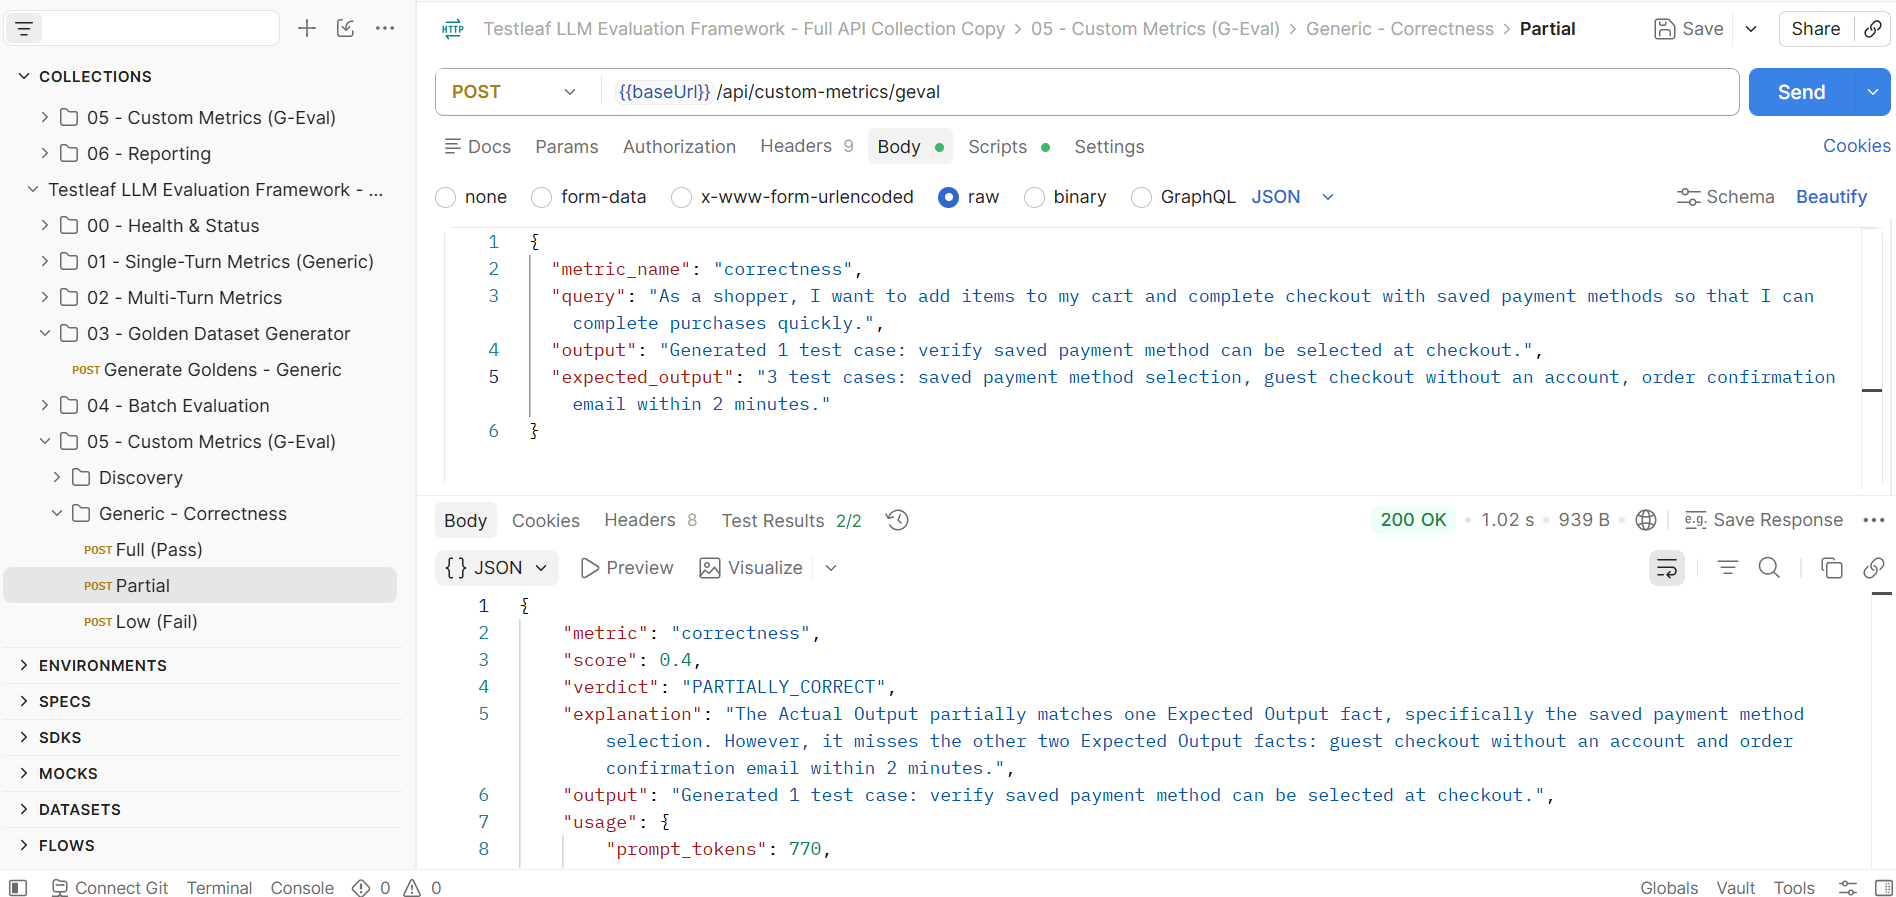 HTTP Testleaf LLM Evaluation Framework - Full API Collection Copy > 05 - Custom Metrics (G-Eval) > Generic - Correctness > Partial Save Share
COLLECTIONS
05 - Custom Metrics (G-Eval)
06 - Reporting
Testleaf LLM Evaluation Framework - ...
00 - Health & Status
01 - Single-Turn Metrics (Generic)
02 - Multi-Turn Metrics
03 - Golden Dataset Generator
POST Generate Goldens - Generic
04 - Batch Evaluation
05 - Custom Metrics (G-Eval)
Discovery
Generic - Correctness
POST Full (Pass)
POST Partial
POST Low (Fail)
ENVIRONMENTS
SPECS
SDKS
MOCKS
DATASETS
FLOWS
POST {{baseUrl}} /api/custom-metrics/geval Send
Docs Params Authorization Headers 9 Body Scripts Settings Cookies
none form-data x-www-form-urlencoded raw binary GraphQL JSON Schema Beautify
1 {
2 "metric_name": "correctness",
3 "query": "As a shopper, I want to add items to my cart and complete checkout with saved payment methods so that I can
complete purchases quickly.",
4 "output": "Generated 1 test case: verify saved payment method can be selected at checkout.",
5 "expected_output": "3 test cases: saved payment method selection, guest checkout without an account, order confirmation
email within 2 minutes."
6 }
Body Cookies Headers 8 Test Results 2/2 200 OK 1.02 s 939 B e.g. Save Response
{} JSON Preview Visualize
1 {
2 "metric": "correctness",
3 "score": 0.4,
4 "verdict": "PARTIALLY_CORRECT",
5 "explanation": "The Actual Output partially matches one Expected Output fact, specifically the saved payment method
selection. However, it misses the other two Expected Output facts: guest checkout without an account and order
confirmation email within 2 minutes.",
6 "output": "Generated 1 test case: verify saved payment method can be selected at checkout.",
7 "usage": {
8 "prompt_tokens": 770,
Connect Git Terminal Console 0 0 Globals Vault Tools